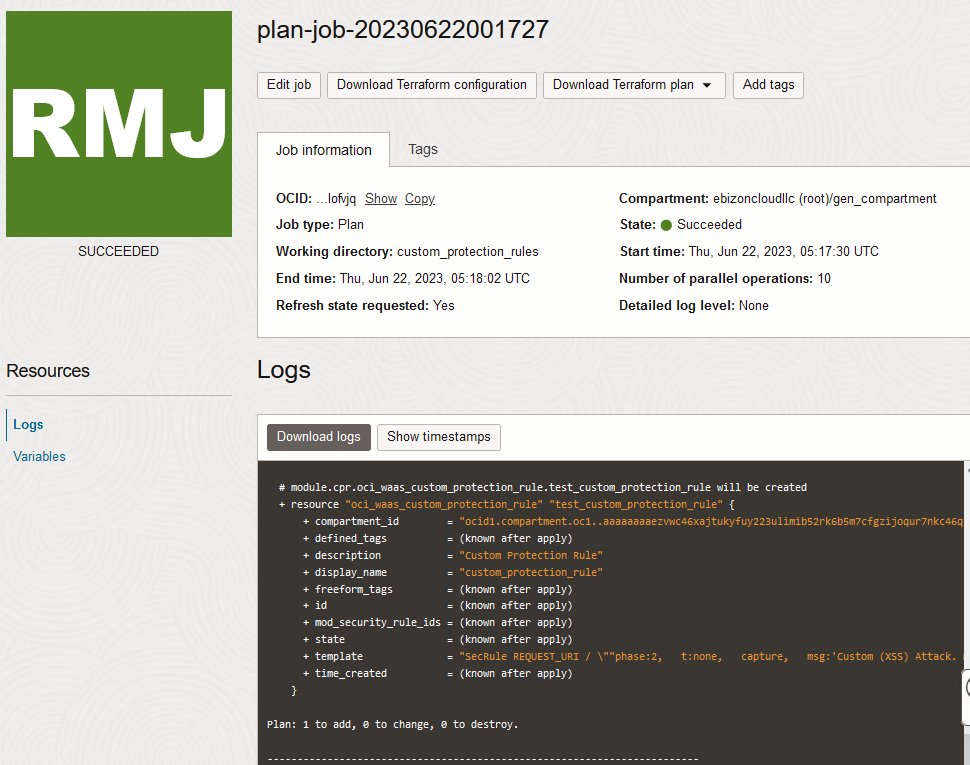 RMJ
SUCCEEDED
plan-job-20230622001727
Edit job
Download Terraform configuration
Download Terraform plan
Add tags
Job information
Tags
OCID: ...lofvjq Show Copy
Compartment: ebizoncloudllc (root)/gen_compartment
Job type: Plan
State: Succeeded
Working directory: custom_protection_rules
Start time: Thu, Jun 22, 2023, 05:17:30 UTC
End time: Thu, Jun 22, 2023, 05:18:02 UTC
Number of parallel operations: 10
Refresh state requested: Yes
Detailed log level: None
Resources
Logs
Variables
Logs
Download logs
Show timestamps
# module.cpr.oci_waas_custom_protection_rule.test_custom_protection_rule will be created
+ resource "oci_waas_custom_protection_rule" "test_custom_protection_rule" {
+ compartment_id = "ocid1.compartment.oc1..aaaaaaaaezvwc46xajtukyfuy223ulimib52rk6b5m7cfgzijoqur7nkc46q
+ defined_tags = (known after apply)
+ description = "Custom Protection Rule"
+ display_name = "custom_protection_rule"
+ freeform_tags = (known after apply)
+ id = (known after apply)
+ mod_security_rule_ids = (known after apply)
+ state = (known after apply)
+ template = "SecRule REQUEST_URI / \""phase:2, t:none, capture, msg:'Custom (XSS) Attack.
+ time_created = (known after apply)
}
Plan: 1 to add, 0 to change, 0 to destroy.
------------------------------------------------------------------------